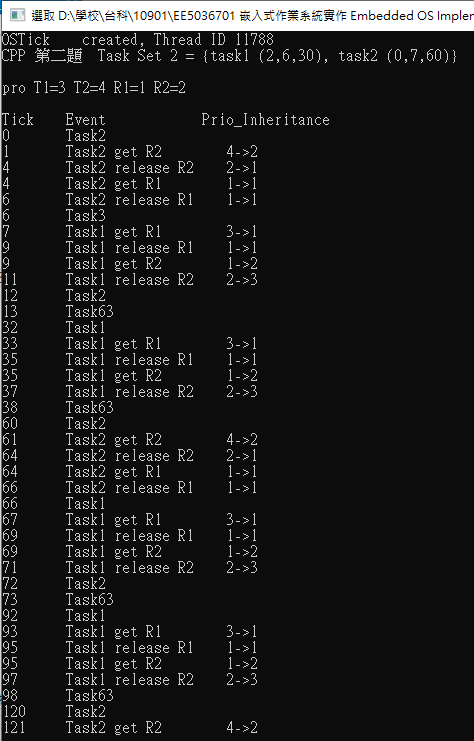 選取 D:\學校\台科\10901\EE5036701 嵌入式作業系統實作 Embedded OS Implem
OSTick    created, Thread ID 11788
CPP 第二題  Task Set 2 = {task1 (2,6,30), task2 (0,7,60)}
pro T1=3 T2=4 R1=1 R2=2
Tick    Event            Prio_Inheritance
0       Task2
1       Task2 get R2        4->2
4       Task2 release R2    2->1
4       Task2 get R1        1->1
6       Task2 release R1    1->1
6       Task3
7       Task1 get R1        3->1
9       Task1 release R1    1->1
9       Task1 get R2        1->2
11      Task1 release R2    2->3
12      Task2
13      Task63
32      Task1
33      Task1 get R1        3->1
35      Task1 release R1    1->1
35      Task1 get R2        1->2
37      Task1 release R2    2->3
38      Task63
60      Task2
61      Task2 get R2        4->2
64      Task2 release R2    2->1
64      Task2 get R1        1->1
66      Task2 release R1    1->1
66      Task1
67      Task1 get R1        3->1
69      Task1 release R1    1->1
69      Task1 get R2        1->2
71      Task1 release R2    2->3
72      Task2
73      Task63
92      Task1
93      Task1 get R1        3->1
95      Task1 release R1    1->1
95      Task1 get R2        1->2
97      Task1 release R2    2->3
98      Task63
120     Task2
121     Task2 get R2        4->2